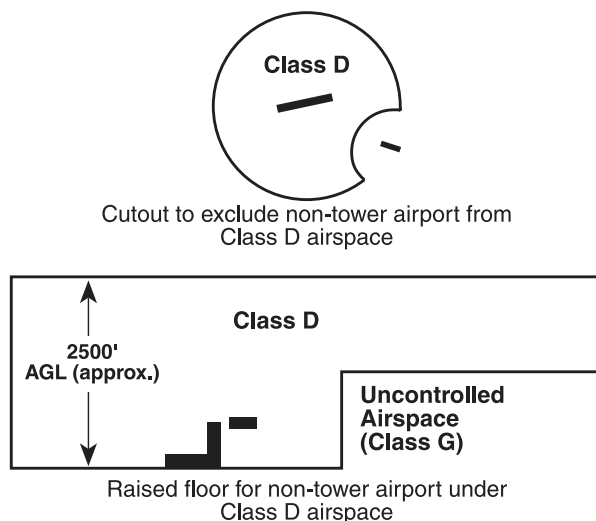 Class D
Cutout to exclude non-tower airport from
Class D airspace
Class D
2500'
AGL (approx.)
Uncontrolled
Airspace
(Class G)
Raised floor for non-tower airport under
Class D airspace